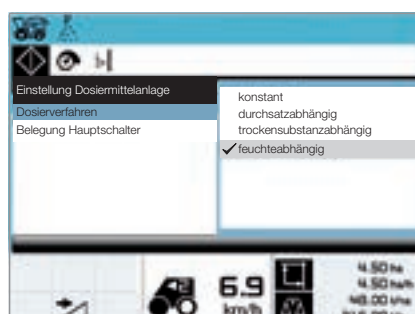 Einstellung Dosiermittelanlage
Dosierverfahren
Belegung Hauptschalter
konstant
durchsatzabhängig
trockensubstanzabhängig
feuchteabhängig
6.9
km/h
4.50 ha
4.50 ha/h